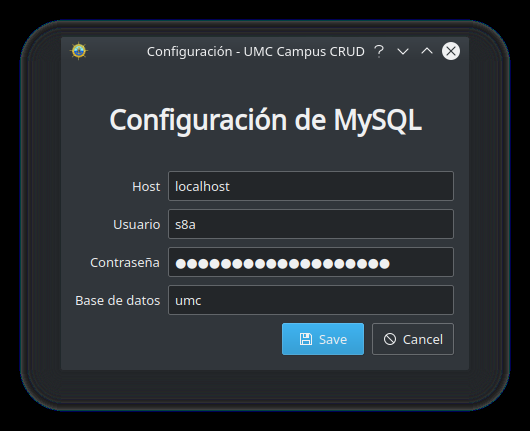 Configuración - UMC Campus CRUD
Configuración de MySQL
Host localhost
Usuario s8a
Contraseña ●●●●●●●●●●●●●●●●●●●
Base de datos umc
Save Cancel